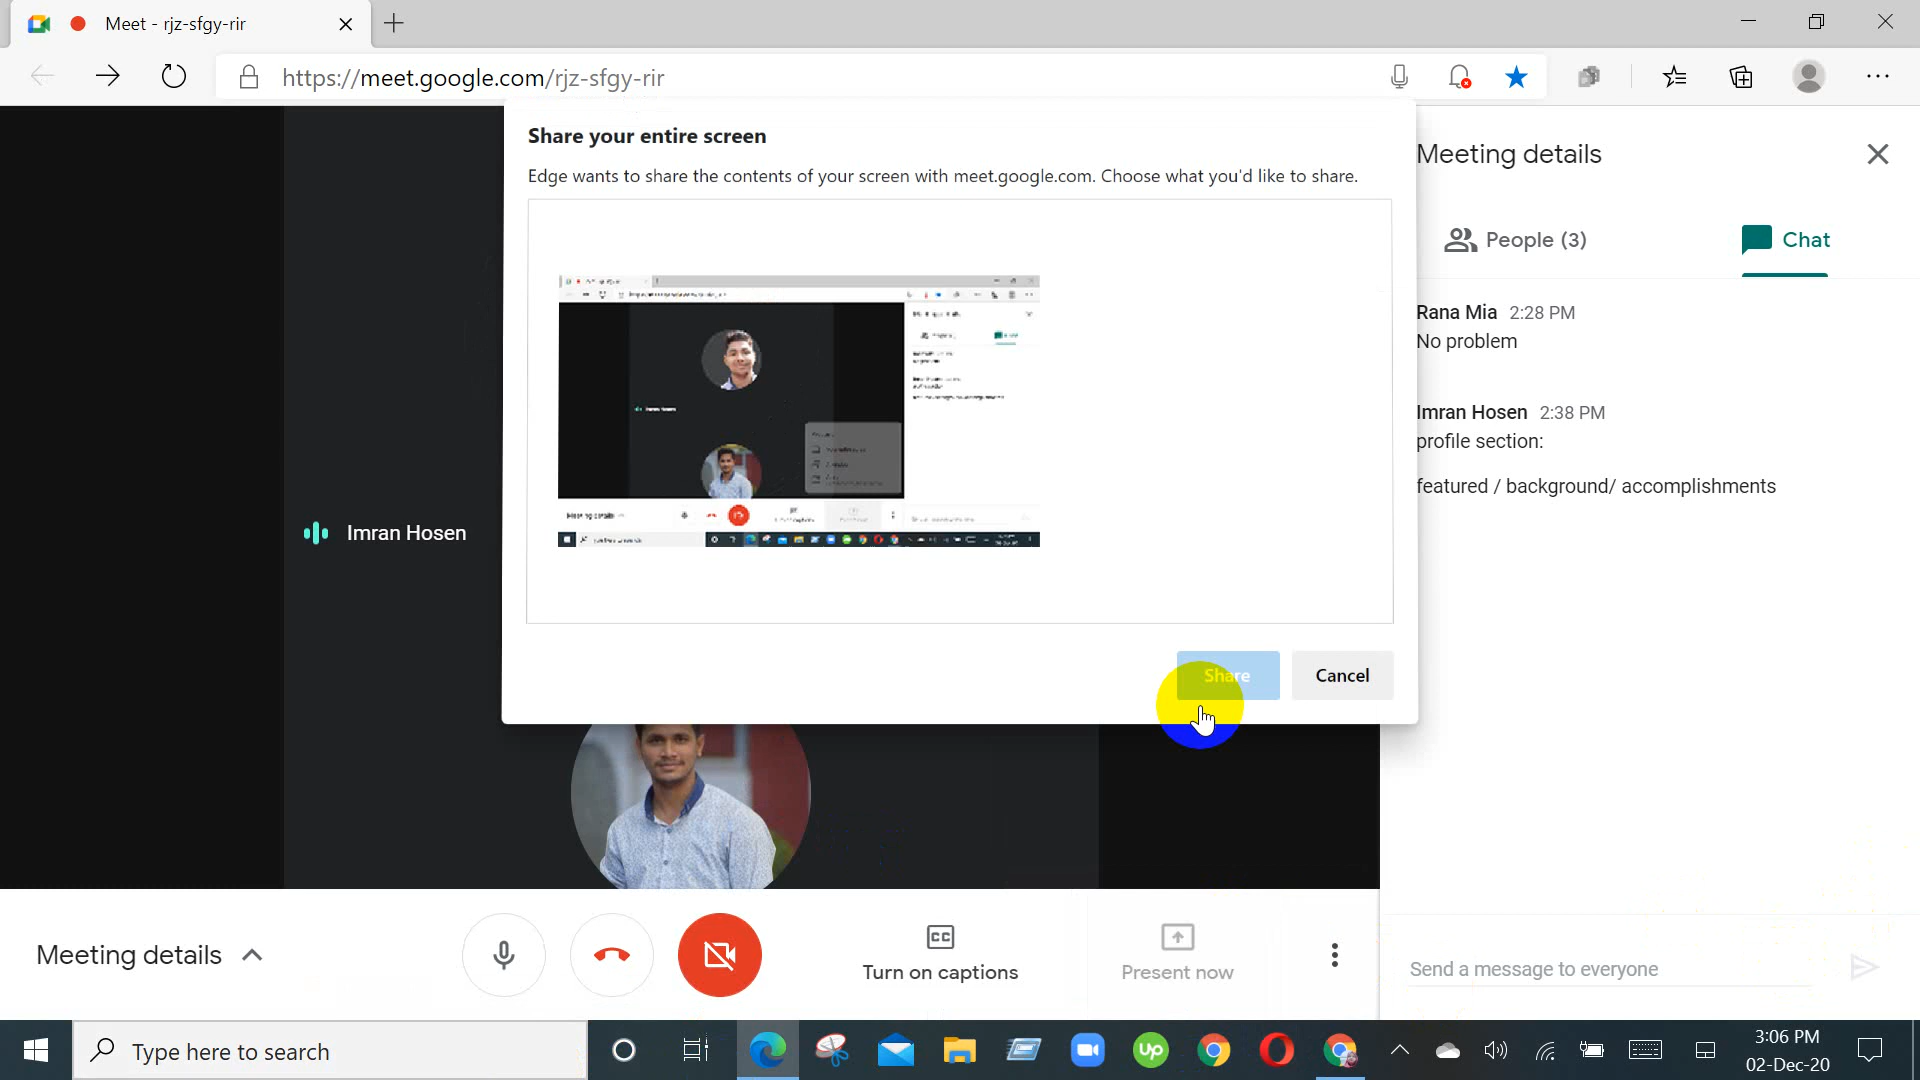 Meet - rjz-sfgy-rir
https://meet.google.com/rjz-sfgy-rir
Share your entire screen
Edge wants to share the contents of your screen with meet.google.com. Choose what you'd like to share.
Share
Cancel
Imran Hosen
Meeting details
People (3)
Chat
Rana Mia 2:28 PM
No problem
Imran Hosen 2:38 PM
profile section:
featured / background/ accomplishments
Send a message to everyone
Meeting details
CC
Turn on captions
Present now
Type here to search
Up
3:06 PM
02-Dec-20